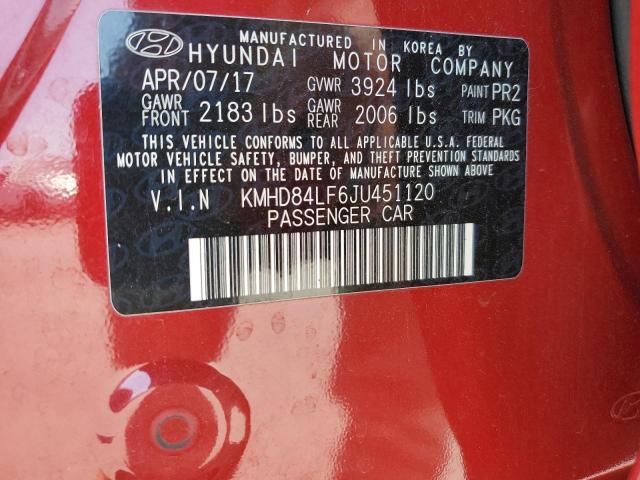 MANUFACTURED IN KOREA BY
HYUNDAI MOTOR COMPANY
APR/07/17 GVWR 3924 lbs PAINT PR2
GAWR FRONT 2183 lbs GAWR REAR 2006 lbs TRIM PKG
THIS VEHICLE CONFORMS TO ALL APPLICABLE U.S.A. FEDERAL
MOTOR VEHICLE SAFETY, BUMPER, AND THEFT PREVENTION STANDARDS
IN EFFECT ON THE DATE OF MANUFACTURE SHOWN ABOVE.
V.I.N KMHD84LF6JU451120
PASSENGER CAR